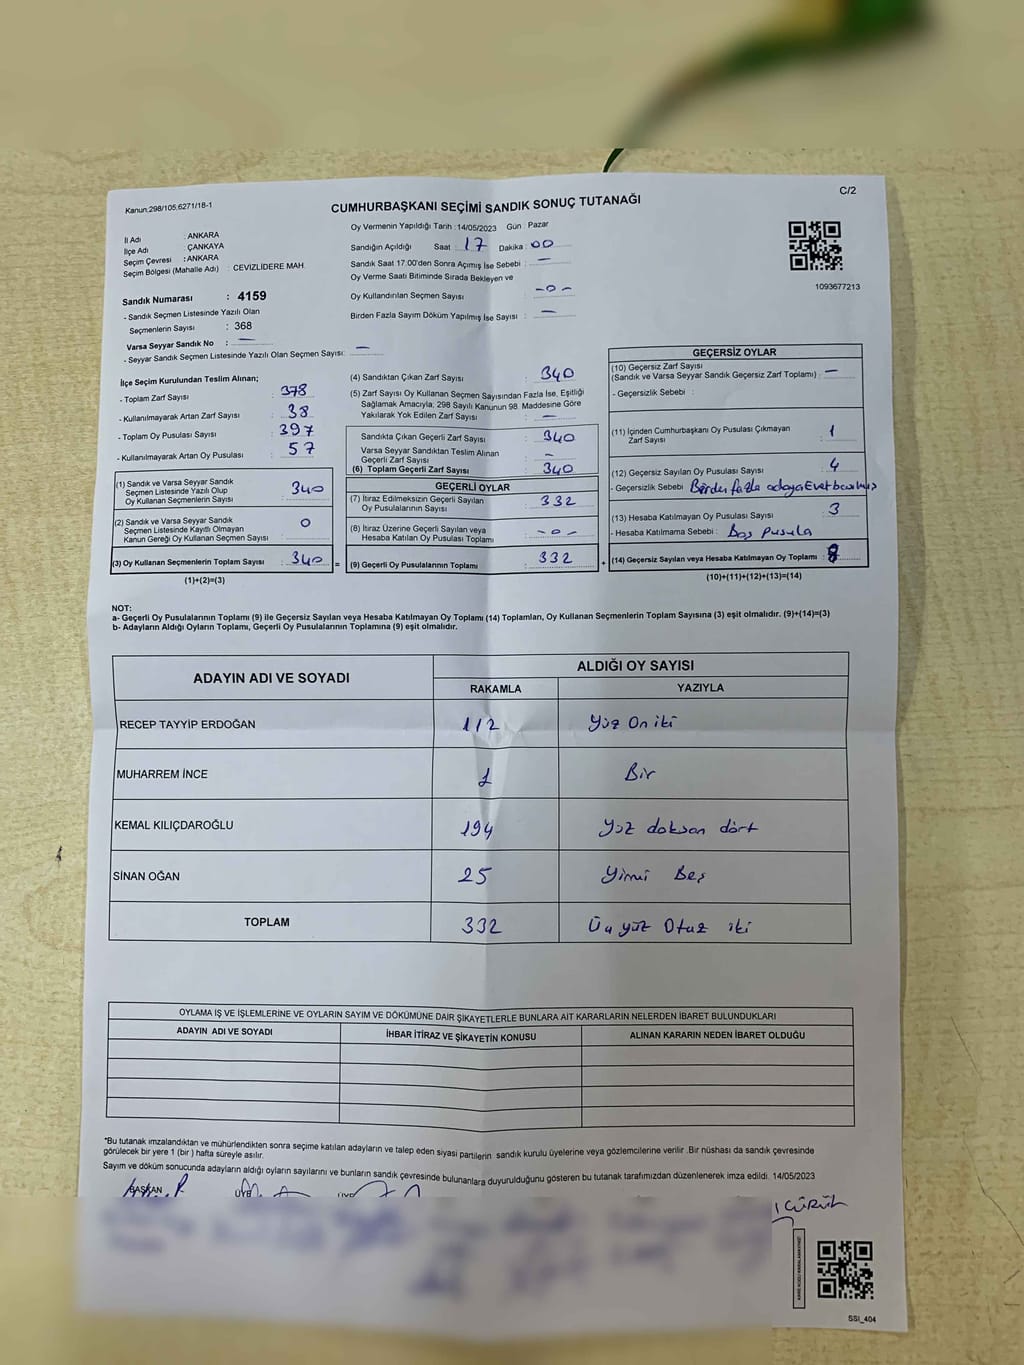 Kanun:298/105,6271/18-1
CUMHURBAŞKANI SEÇİMİ SANDIK SONUÇ TUTANAĞI
C/2
İl Adı : ANKARA
İlçe Adı : ÇANKAYA
Seçim Çevresi : ANKARA
Seçim Bölgesi (Mahalle Adı) : CEVİZLİDERE MAH.
Sandık Numarası : 4159
- Sandık Seçmen Listesinde Yazılı Olan
Seçmenlerin Sayısı : 368
Varsa Seyyar Sandık No : —
- Seyyar Sandık Seçmen Listesinde Yazılı Olan Seçmen Sayısı: —
Oy Vermenin Yapıldığı Tarih :14/05/2023 Gün : Pazar
Sandığın Açıldığı Saat : 17 Dakika : 00
Sandık Saat 17:00'den Sonra Açımış İse Sebebi : —
Oy Verme Saati Bitiminde Sırada Bekleyen ve
Oy Kullandırılan Seçmen Sayısı : -0-
Birden Fazla Sayım Döküm Yapılmış İse Sayısı : —
1093677213
İlçe Seçim Kurulundan Teslim Alınan;
- Toplam Zarf Sayısı : 378
- Kullanılmayarak Artan Zarf Sayısı : 38
- Toplam Oy Pusulası Sayısı : 397
- Kullanılmayarak Artan Oy Pusulası : 57
(1) Sandık ve Varsa Seyyar Sandık
Seçmen Listesinde Yazılı Olup
Oy Kullanan Seçmenlerin Sayısı : 340
(2) Sandık ve Varsa Seyyar Sandık
Seçmen Listesinde Kayıtlı Olmayan
Kanun Gereği Oy Kullanan Seçmen Sayısı : 0
(3) Oy Kullanan Seçmenlerin Toplam Sayısı : 340 =
(1)+(2)=(3)
(4) Sandıktan Çıkan Zarf Sayısı : 340
(5) Zarf Sayısı Oy Kullanan Seçmen Sayısından Fazla İse, Eşitliği
Sağlamak Amacıyla; 298 Sayılı Kanunun 98. Maddesine Göre
Yakılarak Yok Edilen Zarf Sayısı : —
Sandıkta Çıkan Geçerli Zarf Sayısı : 340
Varsa Seyyar Sandıktan Teslim Alınan
Geçerli Zarf Sayısı : -
(6) Toplam Geçerli Zarf Sayısı : 340
GEÇERLİ OYLAR
(7) İtiraz Edilmeksizin Geçerli Sayılan
Oy Pusulalarının Sayısı : 332
(8) İtiraz Üzerine Geçerli Sayılan veya
Hesaba Katılan Oy Pusulası Toplamı : -0-
(9) Geçerli Oy Pusulalarının Toplamı : 332 +
GEÇERSİZ OYLAR
(10) Geçersiz Zarf Sayısı
(Sandık ve Varsa Seyyar Sandık Geçersiz Zarf Toplamı) : —
- Geçersizlik Sebebi :
(11) İçinden Cumhurbaşkanı Oy Pusulası Çıkmayan
Zarf Sayısı : 1
(12) Geçersiz Sayılan Oy Pusulası Sayısı : 4
- Geçersizlik Sebebi : Birden fazla adaya Evet basılmış
(13) Hesaba Katılmayan Oy Pusulası Sayısı : 3
- Hesaba Katılmama Sebebi : Boş pusula
(14) Geçersiz Sayılan veya Hesaba Katılmayan Oy Toplamı : 8
(10)+(11)+(12)+(13)=(14)
NOT:
a- Geçerli Oy Pusulalarının Toplamı (9) ile Geçersiz Sayılan veya Hesaba Katılmayan Oy Toplamı (14) Toplamları, Oy Kullanan Seçmenlerin Toplam Sayısına (3) eşit olmalıdır. (9)+(14)=(3)
b- Adayların Aldığı Oyların Toplamı, Geçerli Oy Pusulalarının Toplamına (9) eşit olmalıdır.
ADAYIN ADI VE SOYADI ALDIĞI OY SAYISI
RAKAMLA YAZIYLA
RECEP TAYYİP ERDOĞAN 112 Yüz On iki
MUHARREM İNCE 1 Bir
KEMAL KILIÇDAROĞLU 194 Yüz doksan dört
SİNAN OĞAN 25 Yirmi Beş
TOPLAM 332 Üç yüz Otuz iki
OYLAMA İŞ VE İŞLEMLERİNE VE OYLARIN SAYIM VE DÖKÜMÜNE DAİR ŞİKAYETLERLE BUNLARA AİT KARARLARIN NELERDEN İBARET BULUNDUKLARI
ADAYIN ADI VE SOYADI İHBAR İTİRAZ VE ŞİKAYETİN KONUSU ALINAN KARARIN NEDEN İBARET OLDUĞU
*Bu tutanak imzalandıktan ve mühürlendikten sonra seçime katılan adayların ve talep eden siyasi partilerin sandık kurulu üyelerine veya gözlemcilerine verilir .Bir nüshası da sandık çevresinde
görülecek bir yere 1 (bir ) hafta süreyle asılır.
Sayım ve döküm sonucunda adayların aldığı oyların sayılarını ve bunların sandık çevresinde bulunanlara duyurulduğunu gösteren bu tutanak tarafımızdan düzenlenerek imza edildi. 14/05/2023
BAŞKAN ÜYE ÜYE
SSI_404